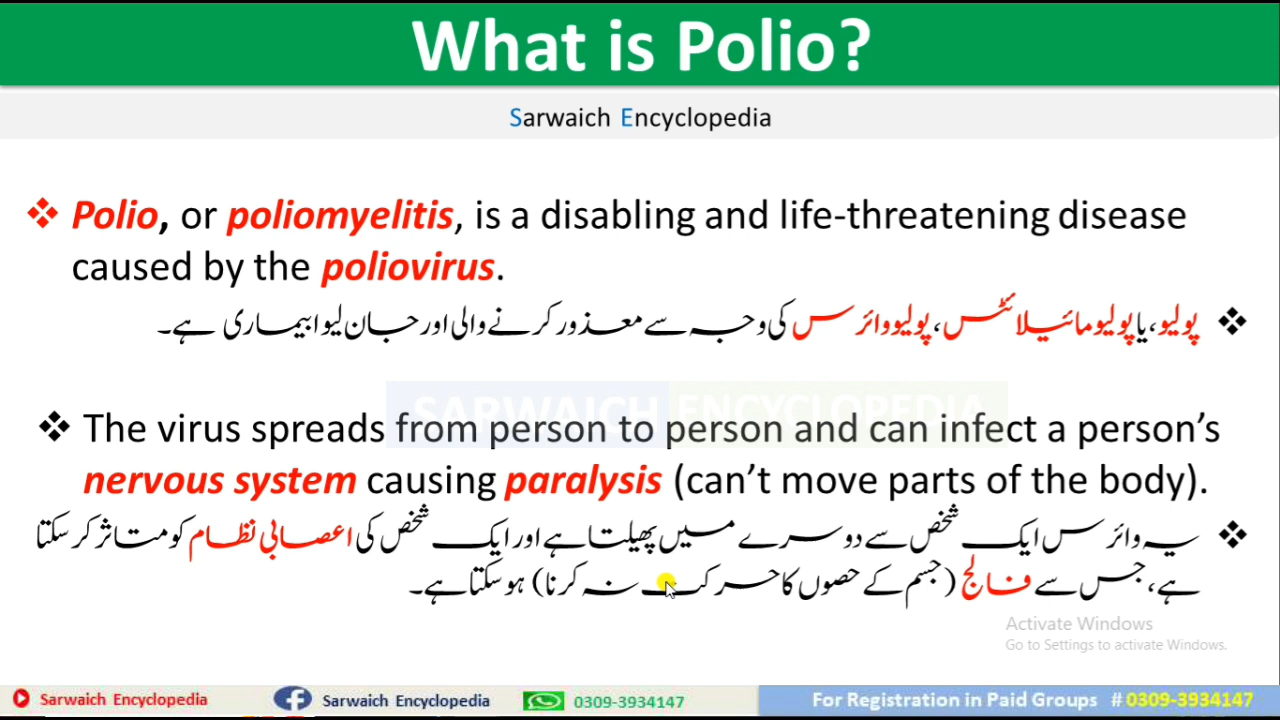 What is Polio?
Sarwaich Encyclopedia
❖ Polio, or poliomyelitis, is a disabling and life-threatening disease
caused by the poliovirus.
❖ پولیو، یا پولیومائیلائٹس، پولیو وائرس کی وجہ سے معذور کرنے والی اور جان لیوا بیماری ہے۔
SARWAICH ENCYCLOPEDIA
❖ The virus spreads from person to person and can infect a person’s
nervous system causing paralysis (can’t move parts of the body).
❖ یہ وائرس ایک شخص سے دوسرے میں پھیلتا ہے اور ایک شخص کی اعصابی نظام کو متاثر کر سکتا
ہے، جس سے فالج (جسم کے حصوں کا حرکت نہ کرنا) ہو سکتا ہے۔
Activate Windows
Go to Settings to activate Windows.
Sarwaich Encyclopedia
Sarwaich Encyclopedia
0309-3934147
For Registration in Paid Groups # 0309-3934147